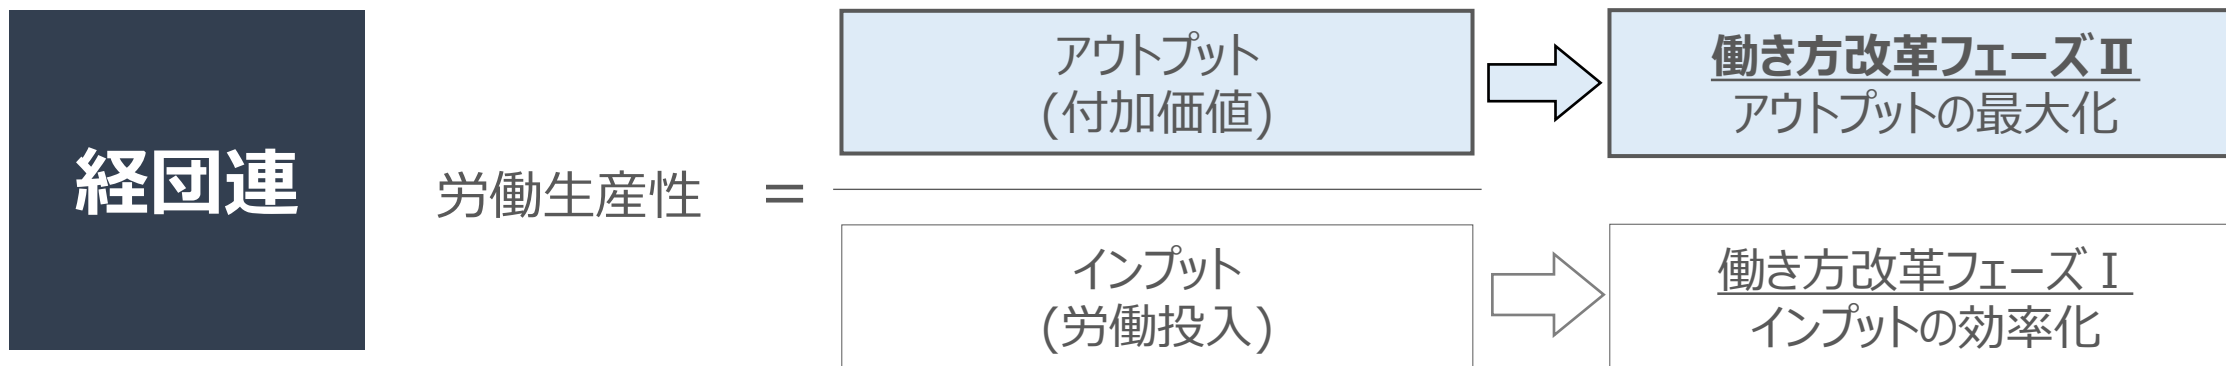 経団連
労働生産性 =
アウトプット
(付加価値)
働き方改革フェーズⅡ
アウトプットの最大化
インプット
(労働投入)
働き方改革フェーズⅠ
インプットの効率化